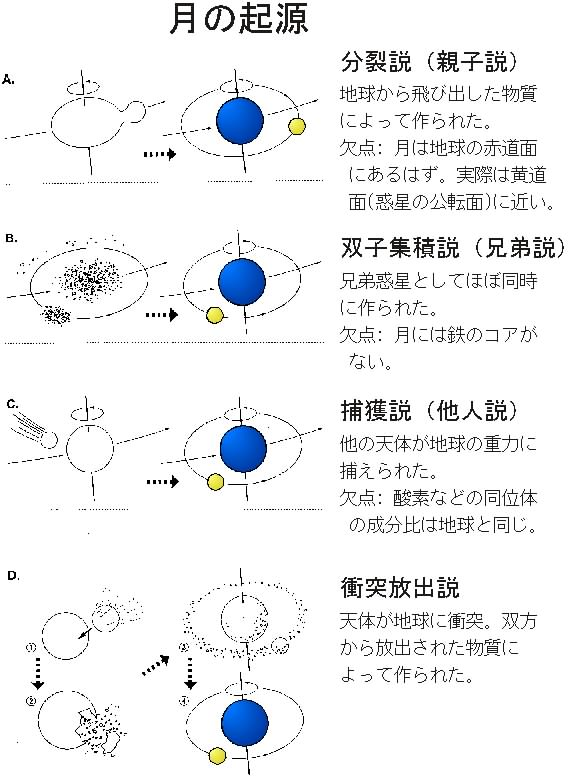 月の起源
A.
分裂説（親子説）
地球から飛び出した物質
によって作られた。
欠点：月は地球の赤道面
にあるはず。実際は黄道
面(惑星の公転面)に近い。
B.
双子集積説（兄弟説）
兄弟惑星としてほぼ同時
に作られた。
欠点：月には鉄のコアが
ない。
C.
捕獲説（他人説）
他の天体が地球の重力に
捕えられた。
欠点：酸素などの同位体
の成分比は地球と同じ。
D.
衝突放出説
天体が地球に衝突。双方
から放出された物質に
よって作られた。
①
②
③
④